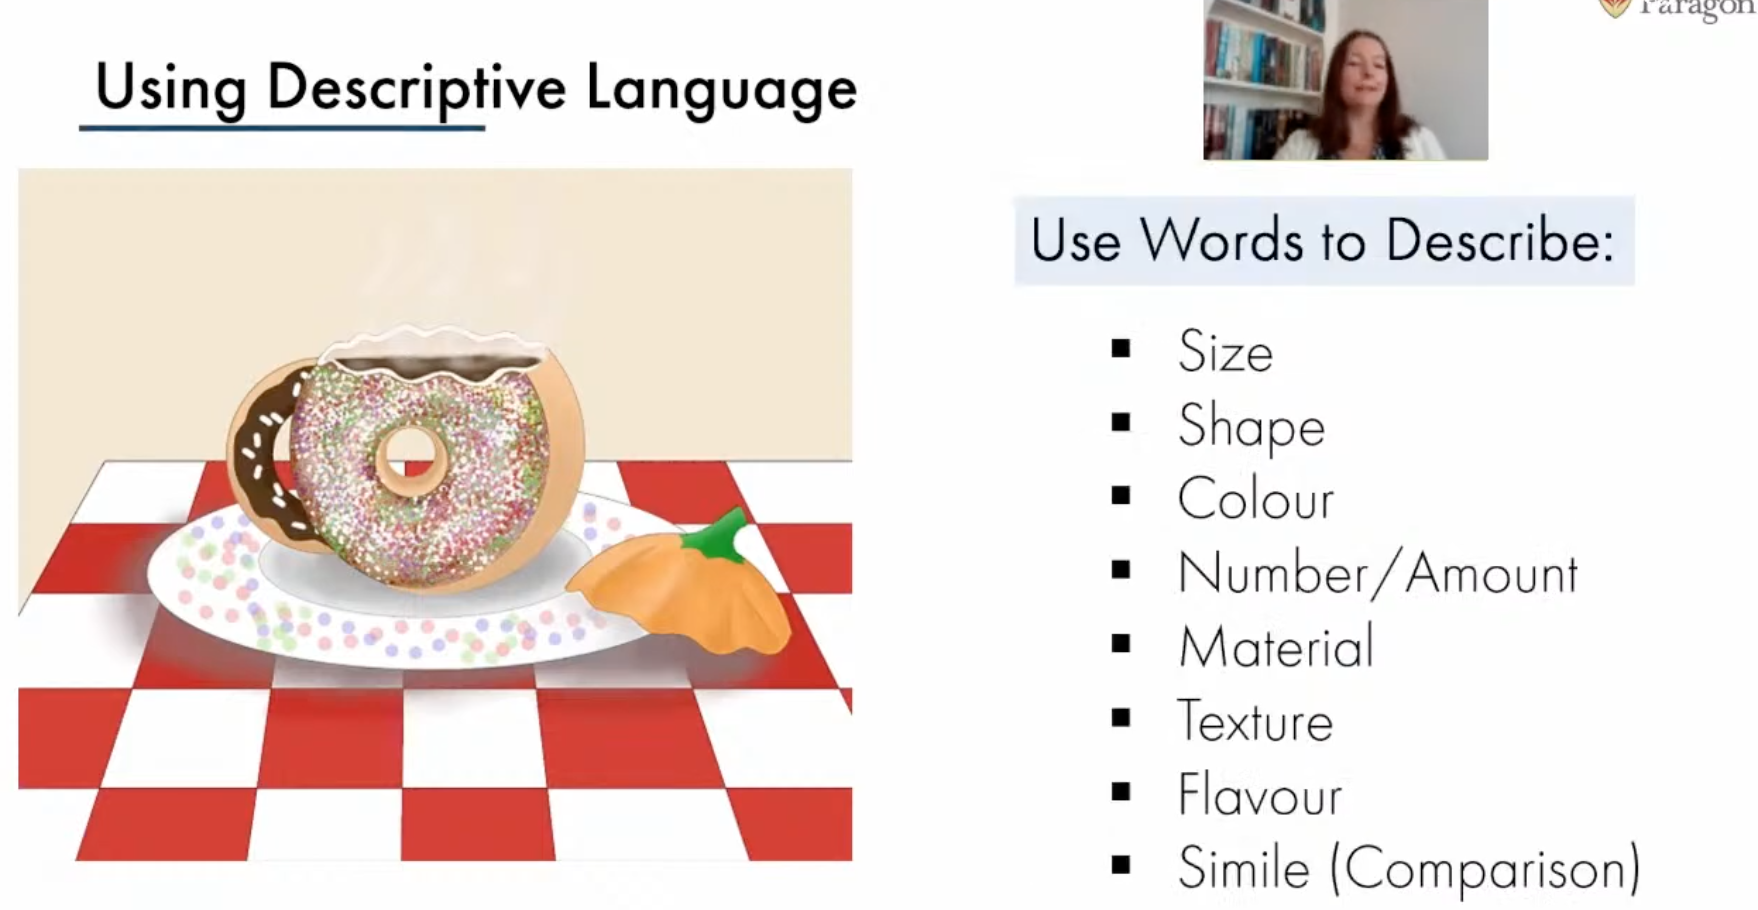 Paragon
Using Descriptive Language
Use Words to Describe:
Size
Shape
Colour
Number/Amount
Material
Texture
Flavour
Simile (Comparison)